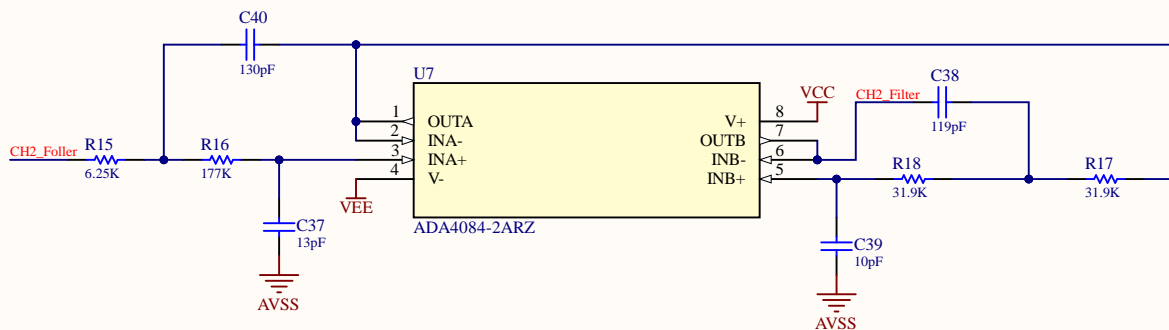 C40
130pF
U7
C38
VCC
CH2_Filter
119pF
1
OUTA
V+
8
2
INA-
OUTB
7
CH2_Foller
R15
6.25K
R16
177K
3
INA+
INB-
6
4
V-
INB+
5
R18
31.9K
R17
31.9K
VEE
ADA4084-2ARZ
C37
13pF
C39
10pF
AVSS
AVSS